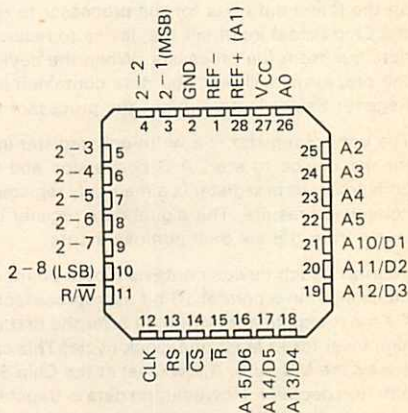 2-2
2-1(MSB)
GND
REF-
REF+ (A1)
VCC
A0
4 3 2 1 28 27 26
2-3 5
2-4 6
2-5 7
2-6 8
2-7 9
2-8 (LSB) 10
R/W 11
25 A2
24 A3
23 A4
22 A5
21 A10/D1
20 A11/D2
19 A12/D3
12 13 14 15 16 17 18
CLK
RS
CS
R
A15/D6
A14/D5
A13/D4